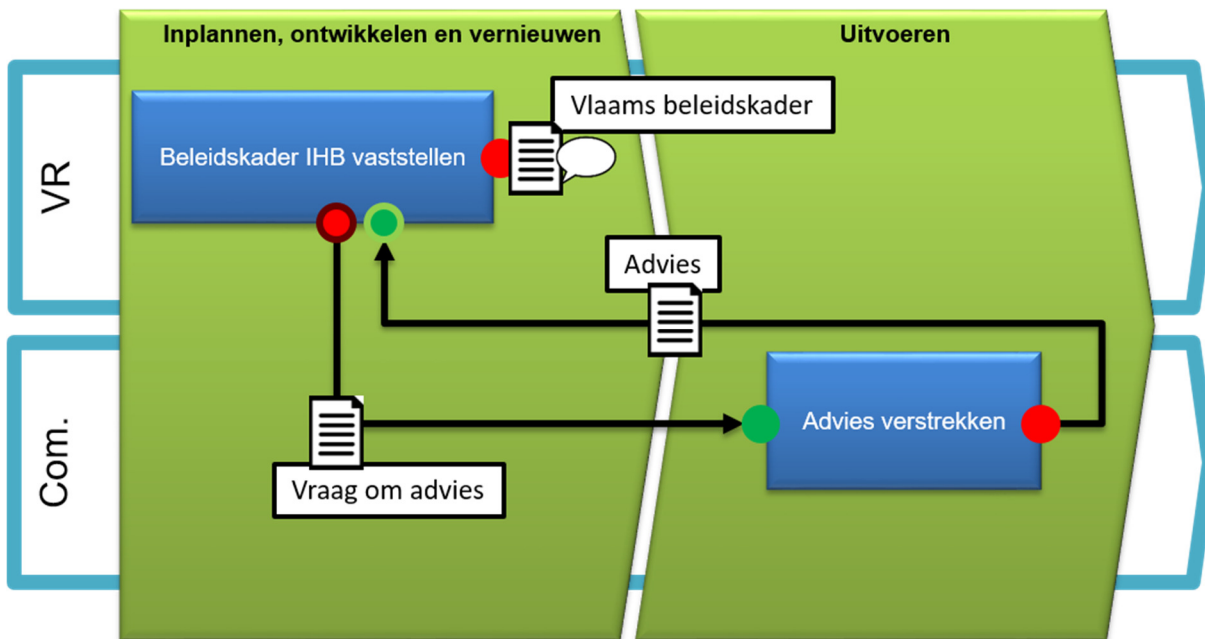 Inplannen, ontwikkelen en vernieuwen
Uitvoeren
VR
Vlaams beleidskader
Beleidskader IHB vaststellen
Advies
Com.
Advies verstrekken
Vraag om advies